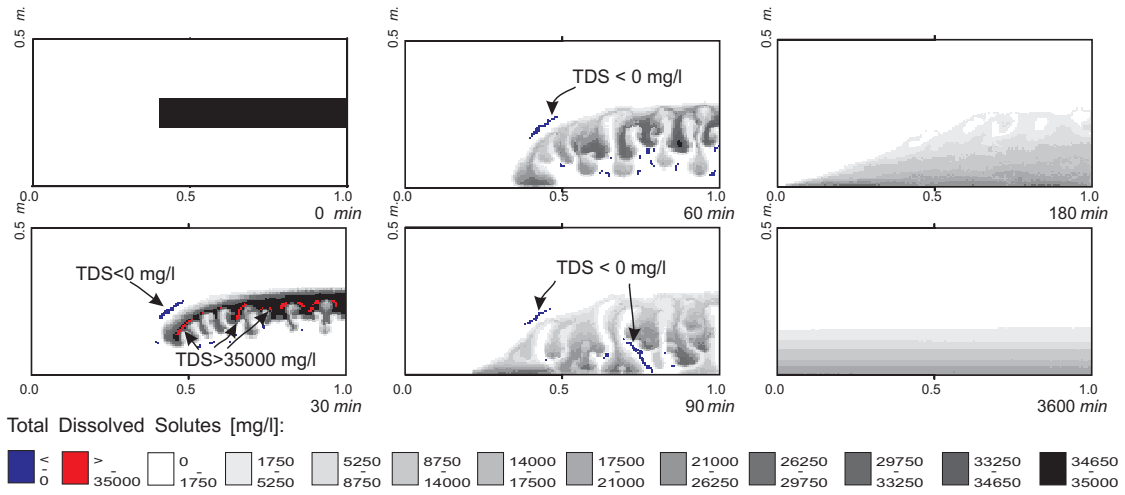 0.5 m.
0.0 0.5 1.0
0 min
0.5 m.
TDS < 0 mg/l
0.0 0.5 1.0
60 min
0.5 m.
0.0 0.5 1.0
180 min
0.5 m.
TDS<0 mg/l
TDS>35000 mg/l
0.0 0.5 1.0
30 min
0.5 m.
TDS < 0 mg/l
0.0 0.5 1.0
90 min
0.5 m.
0.0 0.5 1.0
3600 min
Total Dissolved Solutes [mg/l]:
< - 0
> - 35000
0 - 1750
1750 - 5250
5250 - 8750
8750 - 14000
14000 - 17500
17500 - 21000
21000 - 26250
26250 - 29750
29750 - 33250
33250 - 34650
34650 - 35000